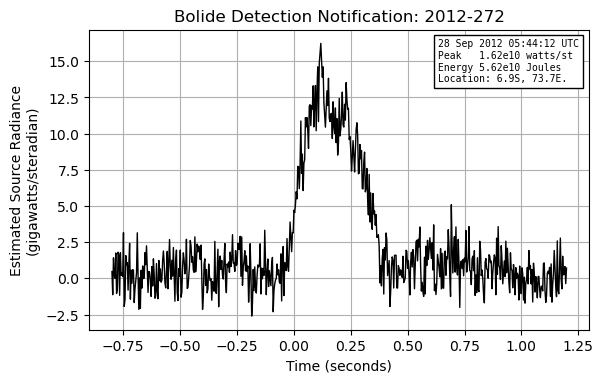 Bolide Detection Notification: 2012-272
28 Sep 2012 05:44:12 UTC
Peak   1.62e10 watts/st
Energy 5.62e10 Joules
Location: 6.9S, 73.7E.
Estimated Source Radiance
(gigawatts/steradian)
15.0
12.5
10.0
7.5
5.0
2.5
0.0
−2.5
−0.75 −0.50 −0.25 0.00 0.25 0.50 0.75 1.00 1.25
Time (seconds)